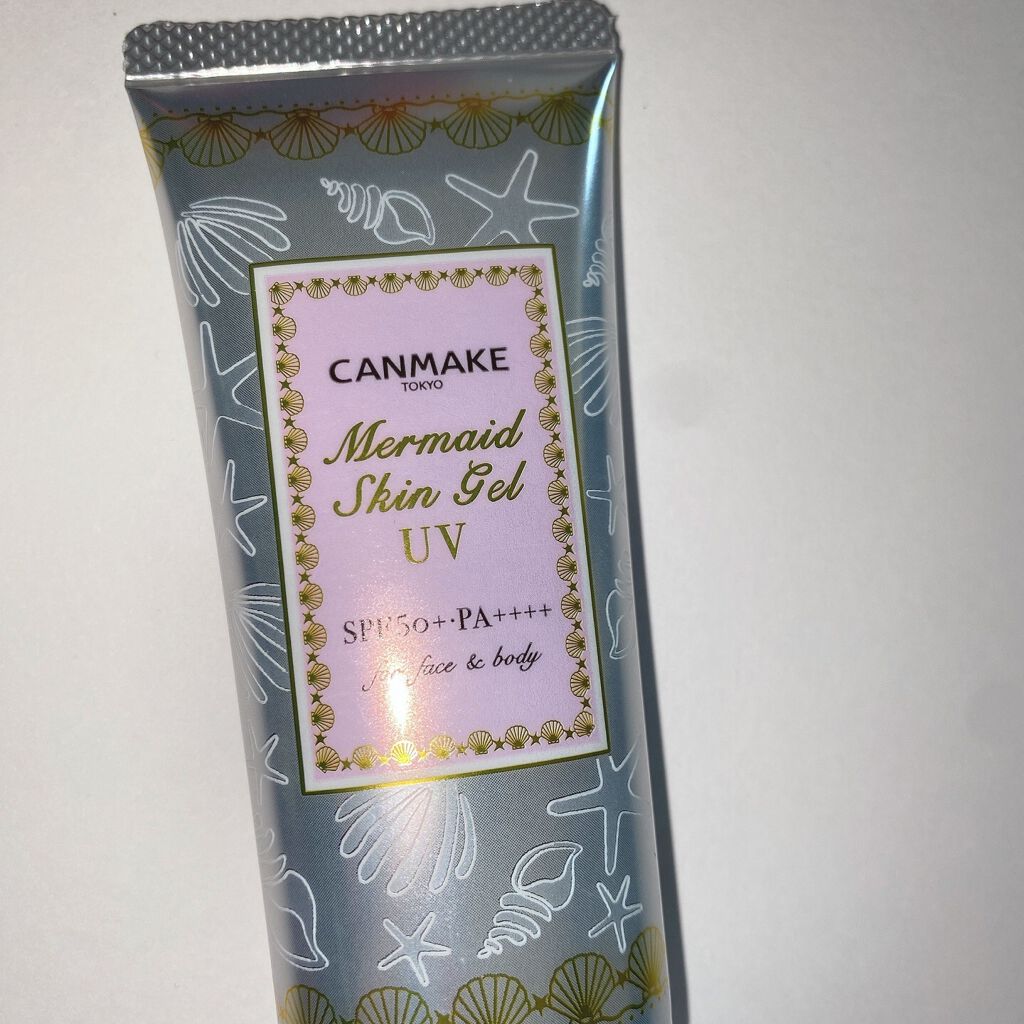 CANMAKE
TOKYO
Mermaid
Skin Gel
UV
SPF50+·PA++++
for face & body